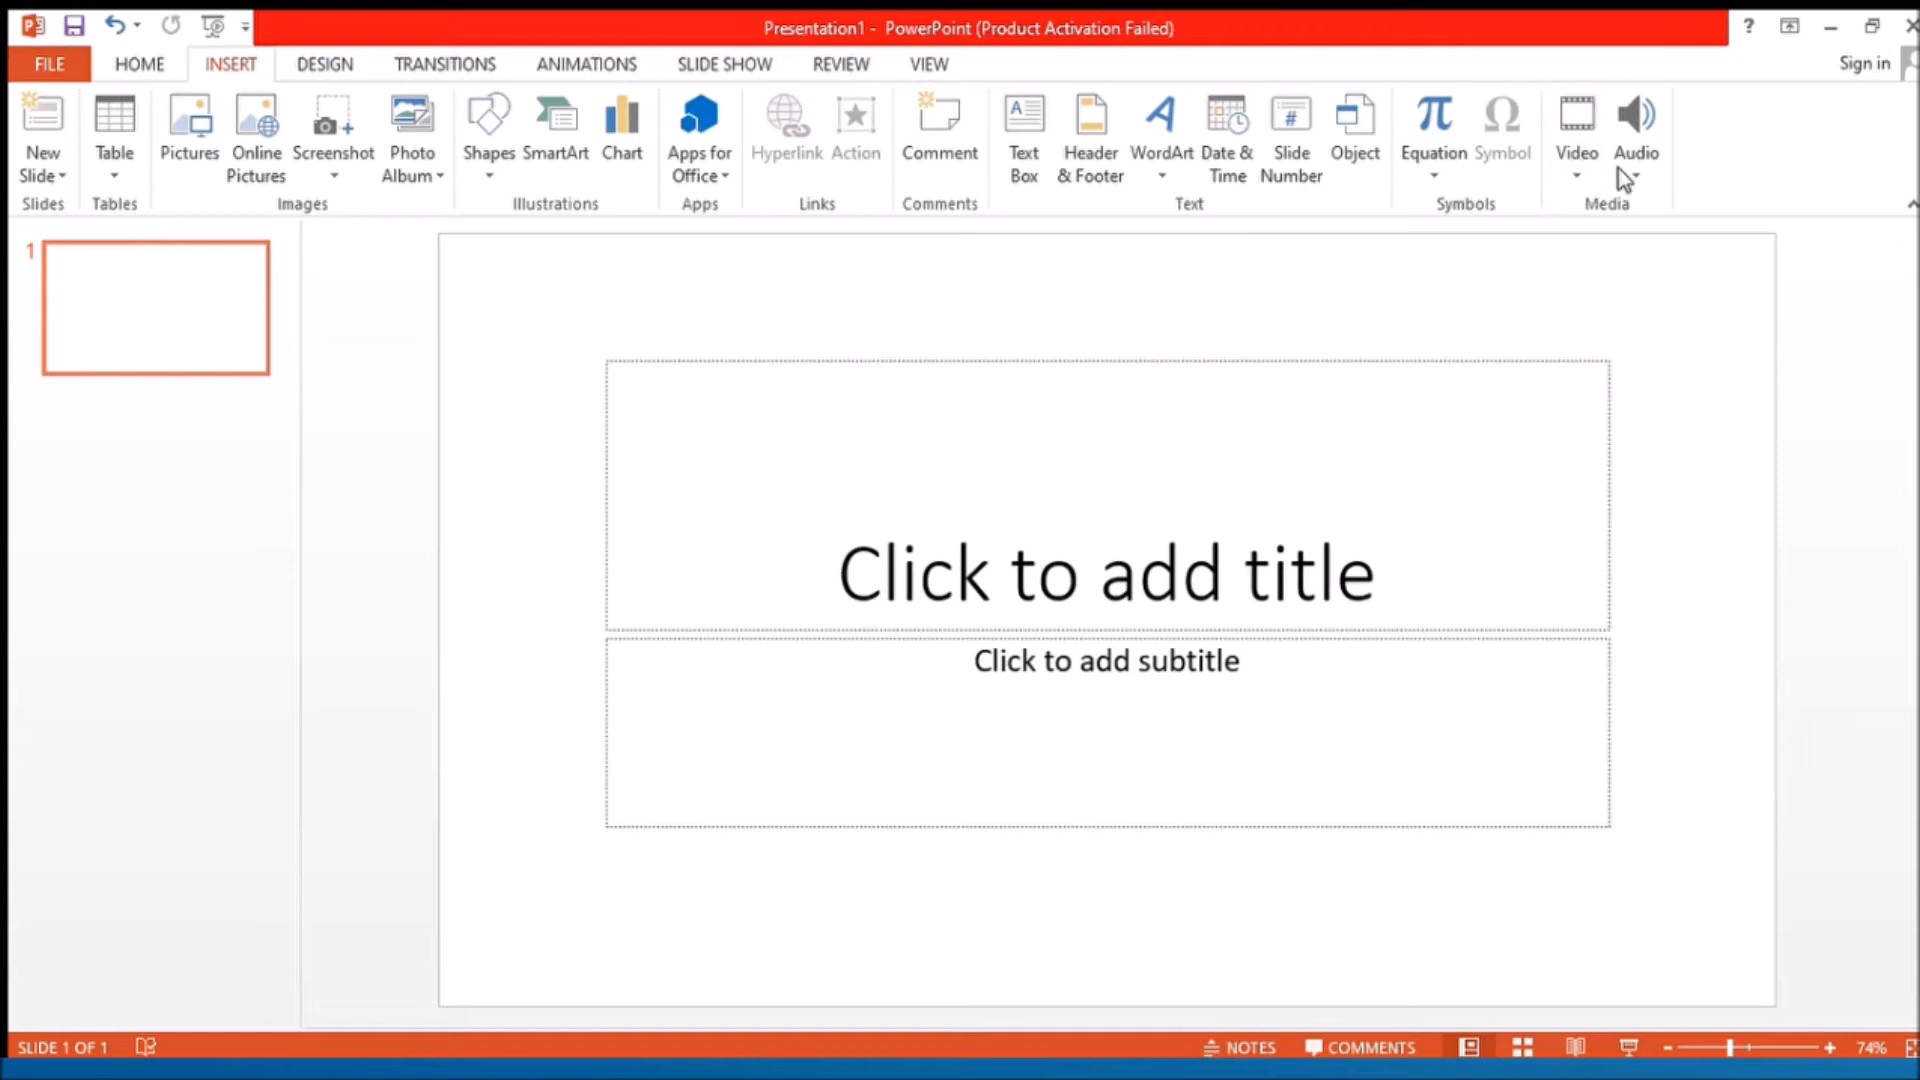 Presentation1 - PowerPoint (Product Activation Failed)
?
FILE HOME INSERT DESIGN TRANSITIONS ANIMATIONS SLIDE SHOW REVIEW VIEW Sign in
New Slide
Table
Pictures
Online Pictures
Screenshot
Photo Album
Shapes
SmartArt
Chart
Apps for Office
Hyperlink
Action
Comment
Text Box
Header & Footer
WordArt
Date & Time
Slide Number
Object
Equation
Symbol
Video
Audio
Slides Tables Images Illustrations Apps Links Comments Text Symbols Media
1
Click to add title
Click to add subtitle
SLIDE 1 OF 1 NOTES COMMENTS 74%